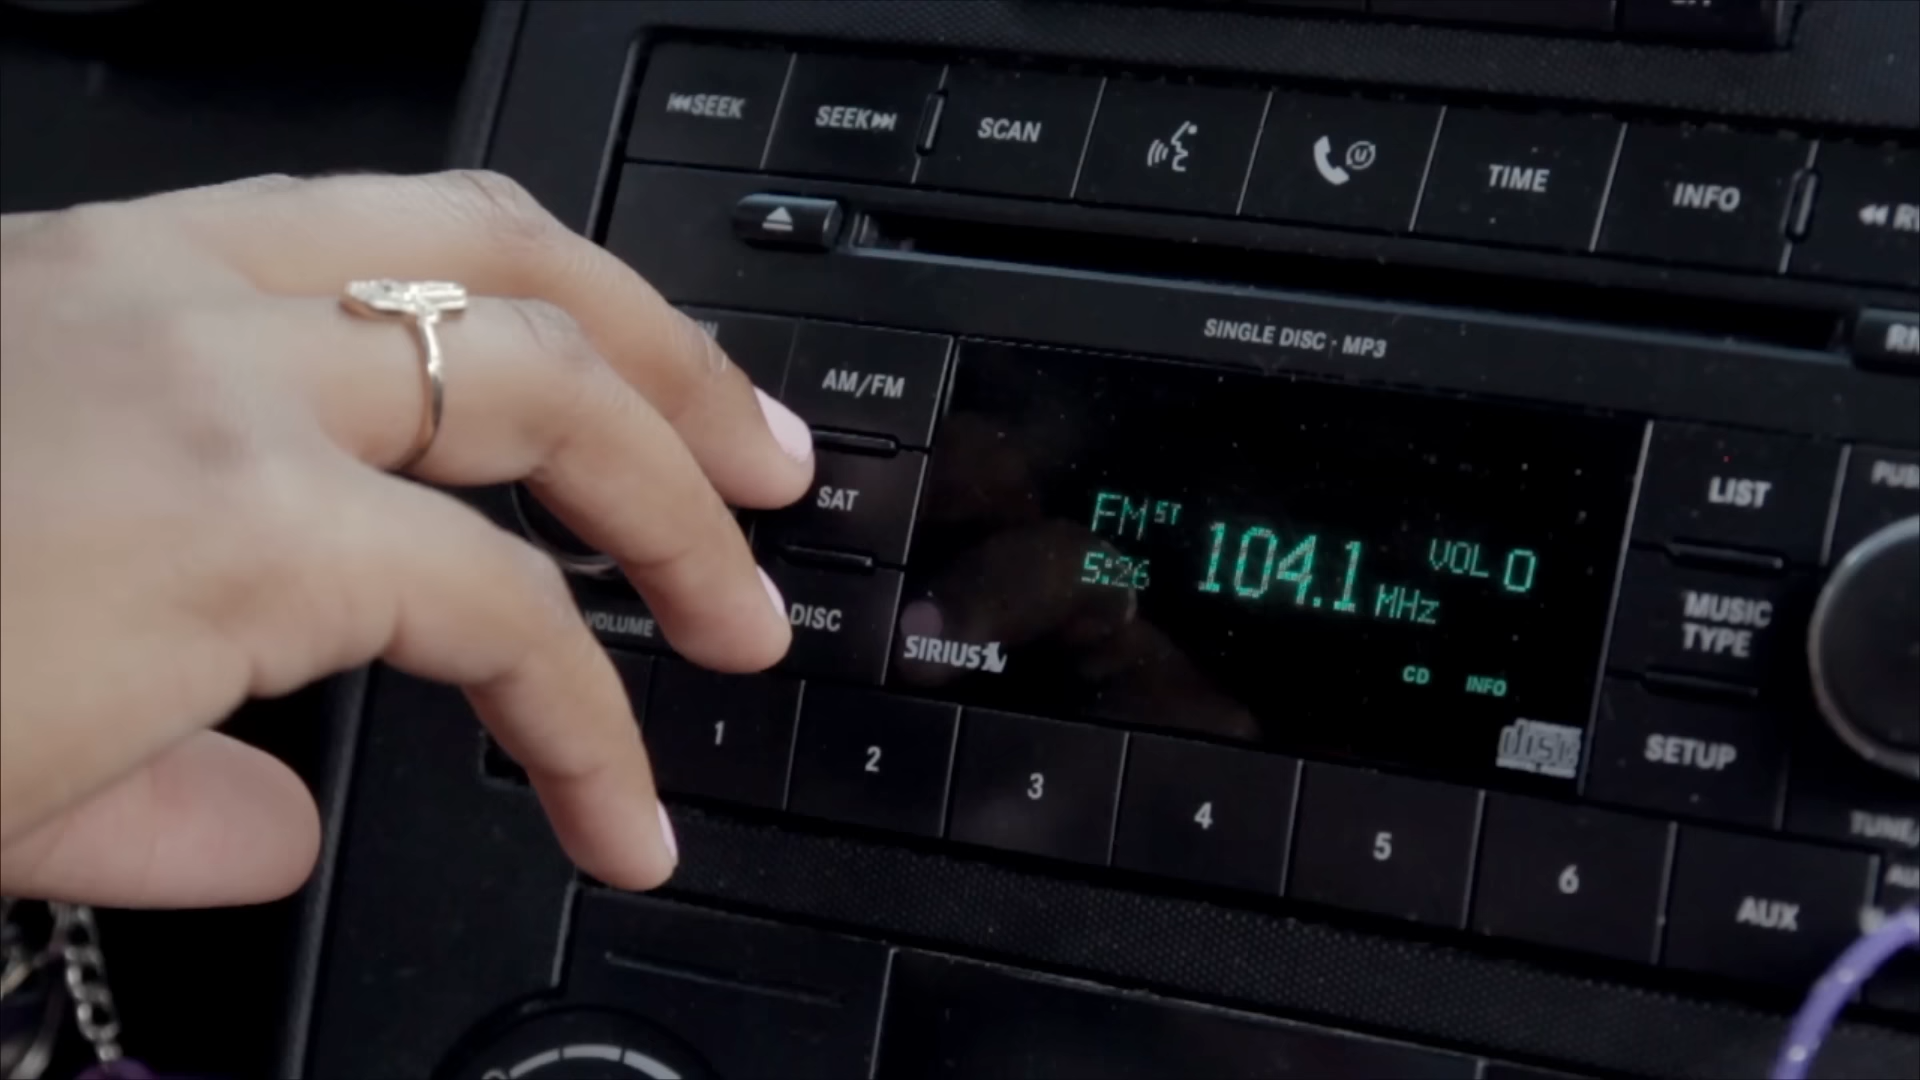 SEEK
SEEK
SCAN
TIME
INFO
SINGLE DISC · MP3
AM/FM
SAT
DISC
VOLUME
FM ST
5:26
104.1 MHz
VOL 0
SIRIUS
CD
INFO
disc
LIST
MUSIC
TYPE
SETUP
1
2
3
4
5
6
AUX